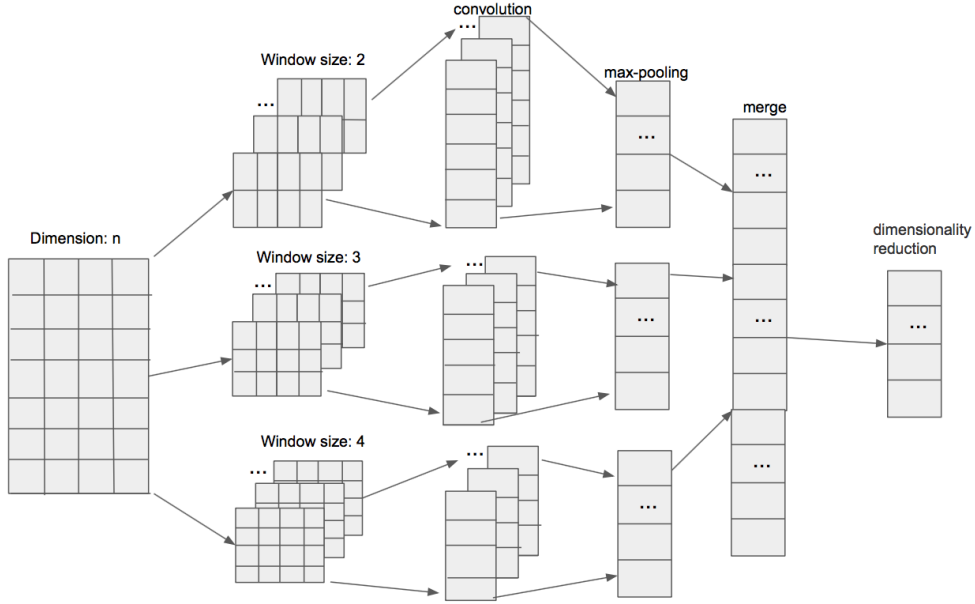 convolution
...
Window size: 2
...
max-pooling
...
merge
...
Dimension: n
dimensionality
reduction
Window size: 3
...
...
...
...
...
Window size: 4
...
...
...
...